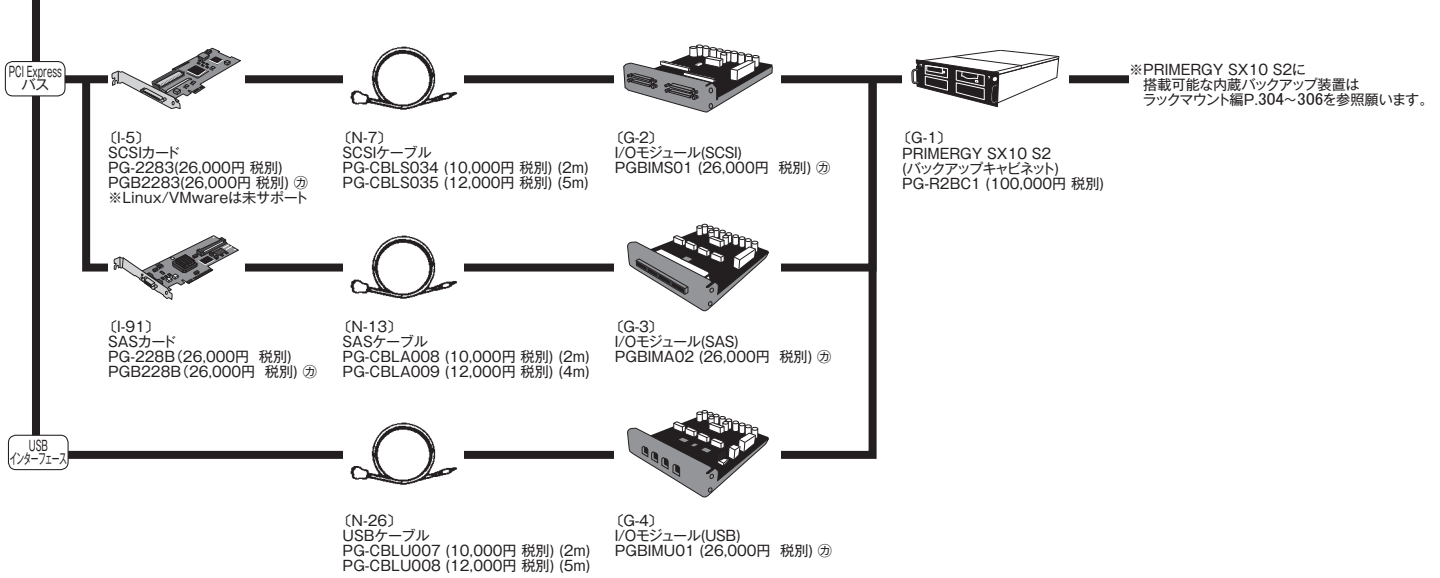 PCI Express
バス
〔I-5〕
SCSIカード
PG-2283(26,000円 税別)
PGB2283(26,000円 税別) ㋕
※Linux/VMwareは未サポート
〔N-7〕
SCSIケーブル
PG-CBLS034 (10,000円 税別) (2m)
PG-CBLS035 (12,000円 税別) (5m)
〔G-2〕
I/Oモジュール(SCSI)
PGBIMS01 (26,000円 税別) ㋕
〔G-1〕
PRIMERGY SX10 S2
(バックアップキャビネット)
PG-R2BC1 (100,000円 税別)
※PRIMERGY SX10 S2に
搭載可能な内蔵バックアップ装置は
ラックマウント編P.304～306を参照願います。
〔I-91〕
SASカード
PG-228B(26,000円 税別)
PGB228B(26,000円 税別) ㋕
〔N-13〕
SASケーブル
PG-CBLA008 (10,000円 税別) (2m)
PG-CBLA009 (12,000円 税別) (4m)
〔G-3〕
I/Oモジュール(SAS)
PGBIMA02 (26,000円 税別) ㋕
USB
インターフェース
〔N-26〕
USBケーブル
PG-CBLU007 (10,000円 税別) (2m)
PG-CBLU008 (12,000円 税別) (5m)
〔G-4〕
I/Oモジュール(USB)
PGBIMU01 (26,000円 税別) ㋕